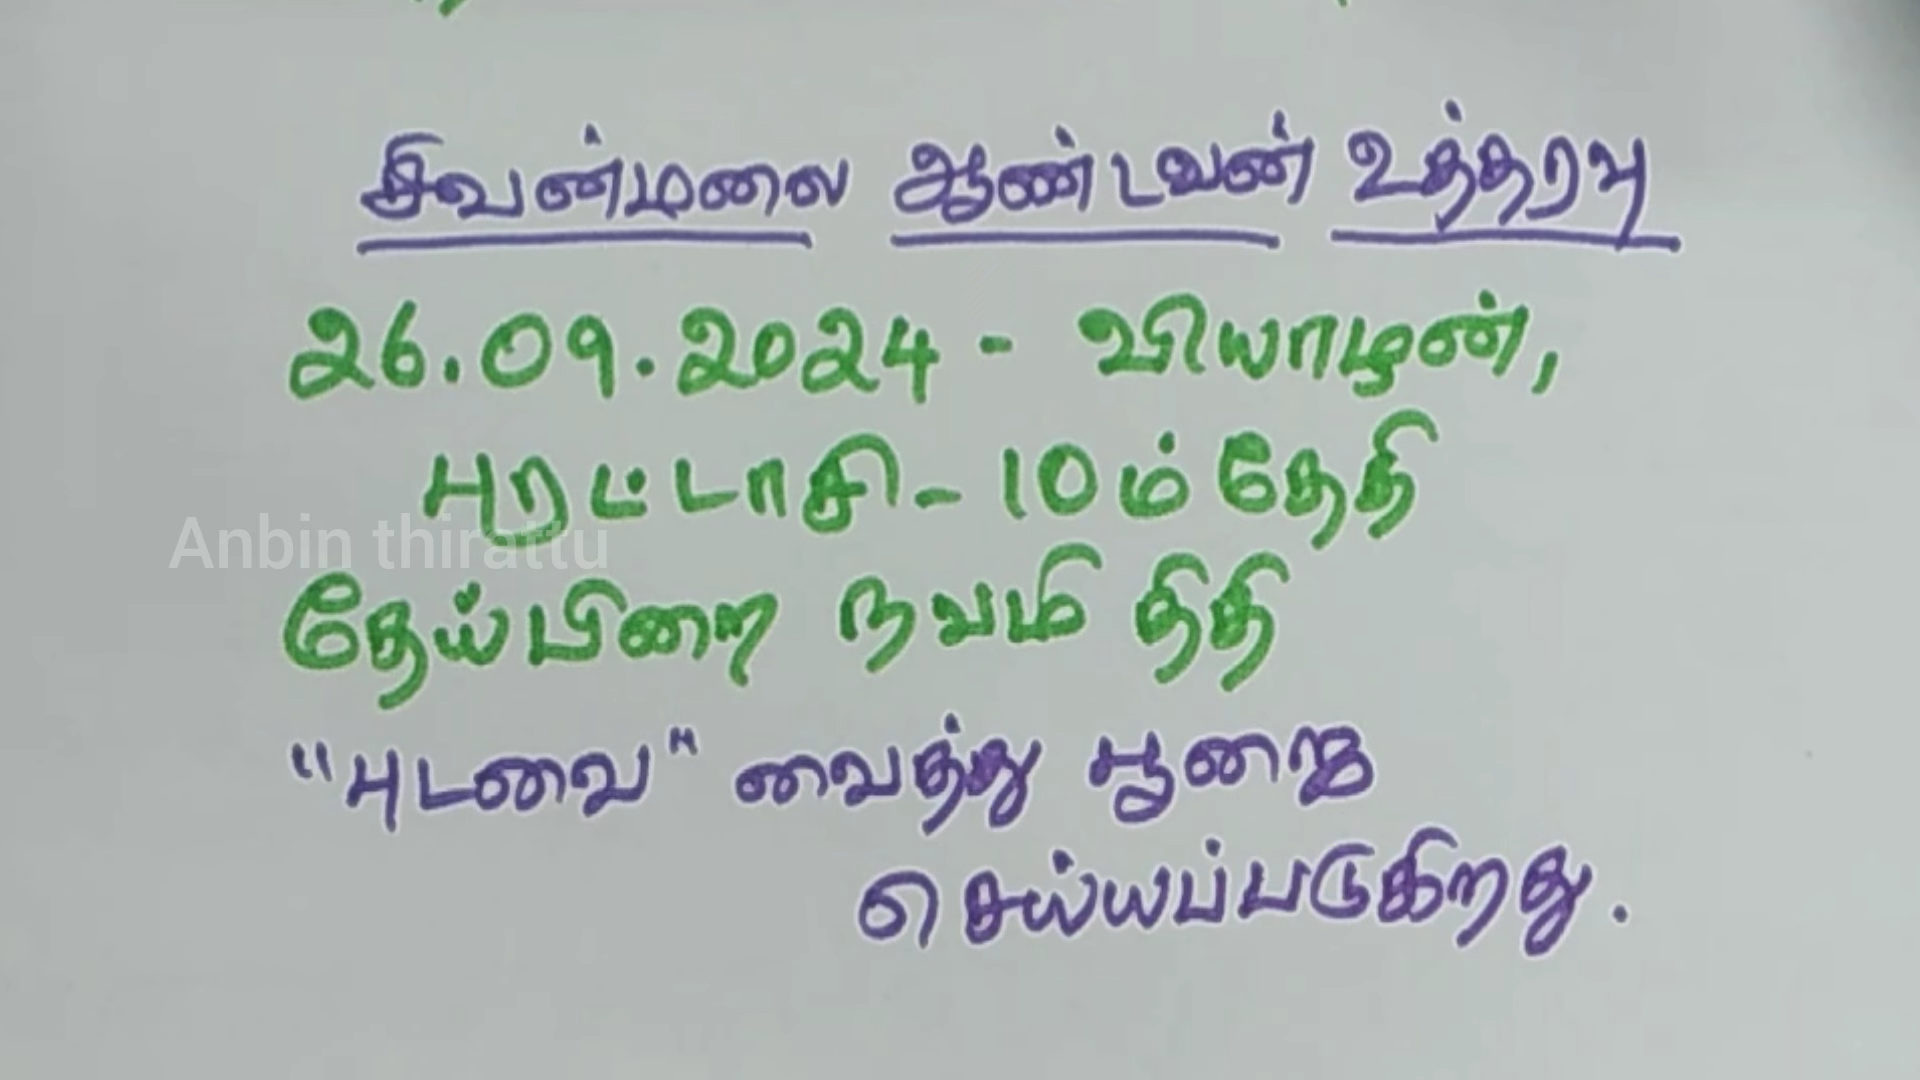 சிவன்மலை ஆண்டவன் உத்தரவு
26.09.2024 - வியாழன்,
புரட்டாசி - 10ம் தேதி
தேய்பிறை நவமி திதி
"புடவை" வைத்து பூஜை
செய்யப்படுகிறது.
Anbin thirattu